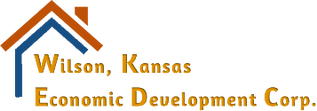 Wilson, Kansas
Economic Development Corp.